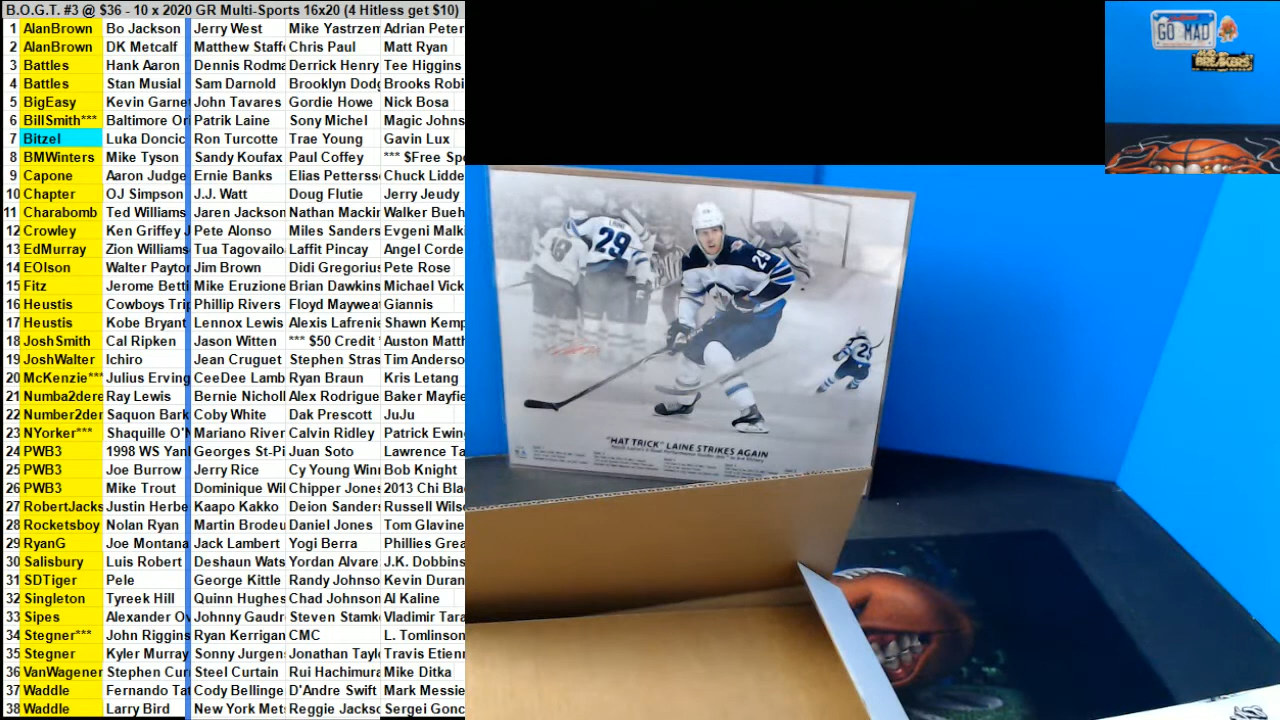 B.O.G.T. #3 @ $36 - 10 x 2020 GR Multi-Sports 16x20 (4 Hitless get $10)
1 AlanBrown Bo Jackson Jerry West Mike Yastrzem Adrian Peter
2 AlanBrown DK Metcalf Matthew Staff Chris Paul Matt Ryan
3 Battles Hank Aaron Dennis Rodma Derrick Henry Tee Higgins
4 Battles Stan Musial Sam Darnold Brooklyn Dodg Brooks Robi
5 BigEasy Kevin Garne John Tavares Gordie Howe Nick Bosa
6 BillSmith*** Baltimore Ori Patrik Laine Sony Michel Magic Johns
7 Bitzel Luka Doncic Ron Turcotte Trae Young Gavin Lux
8 BMWinters Mike Tyson Sandy Koufax Paul Coffey *** $Free Spo
9 Capone Aaron Judge Ernie Banks Elias Petterss Chuck Lidde
10 Chapter OJ Simpson J.J. Watt Doug Flutie Jerry Jeudy
11 Charabomb Ted Williams Jaren Jackson Nathan Mackin Walker Bueh
12 Crowley Ken Griffey J Pete Alonso Miles Sanders Evgeni Malki
13 EdMurray Zion Williams Tua Tagovailo Laffit Pincay Angel Corde
14 EOlson Walter Payto Jim Brown Didi Gregoriu Pete Rose
15 Fitz Jerome Betti Mike Eruzione Brian Dawkins Michael Vick
16 Heustis Cowboys Trip Phillip Rivers Floyd Mayweat Giannis
17 Heustis Kobe Bryant Lennox Lewis Alexis Lafrenie Shawn Kemp
18 JoshSmith Cal Ripken Jason Witten *** $50 Credit * Auston Matth
19 JoshWalter Ichiro Jean Cruguet Stephen Stras Tim Anderso
20 McKenzie*** Julius Erving CeeDee Lamb Ryan Braun Kris Letang
21 Numba2dere Ray Lewis Bernie Nicholl Alex Rodrigue Baker Mayfie
22 Number2der Saquon Bark Coby White Dak Prescott JuJu
23 NYorker*** Shaquille O'N Mariano River Calvin Ridley Patrick Ewing
24 PWB3 1998 WS Yank Georges St-Pi Juan Soto Lawrence Ta
25 PWB3 Joe Burrow Jerry Rice Cy Young Win Bob Knight
26 PWB3 Mike Trout Dominique Wil Chipper Jones 2013 Chi Bla
27 RobertJacks Justin Herbe Kaapo Kakko Deion Sanders Russell Wils
28 Rocketsboy Nolan Ryan Martin Brodeu Daniel Jones Tom Glavine
29 RyanG Joe Montana Jack Lambert Yogi Berra Phillies Grea
30 Salisbury Luis Robert Deshaun Wats Yordan Alvare J.K. Dobbins
31 SDTiger Pele George Kittle Randy Johnso Kevin Duran
32 Singleton Tyreek Hill Quinn Hughes Chad Johnson Al Kaline
33 Sipes Alexander Ov Johnny Gaudr Steven Stamk Vladimir Tara
34 Stegner*** John Riggins Ryan Kerrigan CMC L. Tomlinson
35 Stegner Kyler Murray Sonny Jurgen Jonathan Tayl Travis Etien
36 VanWagener Stephen Cur Steel Curtain Rui Hachimura Mike Ditka
37 Waddle Fernando Tat Cody Bellinge D'Andre Swift Mark Messie
38 Waddle Larry Bird New York Met Reggie Jackso Sergei Gonc
GO MAD
MAD
BREAKERS
29
29
"HAT TRICK" LAINE STRIKES AGAIN